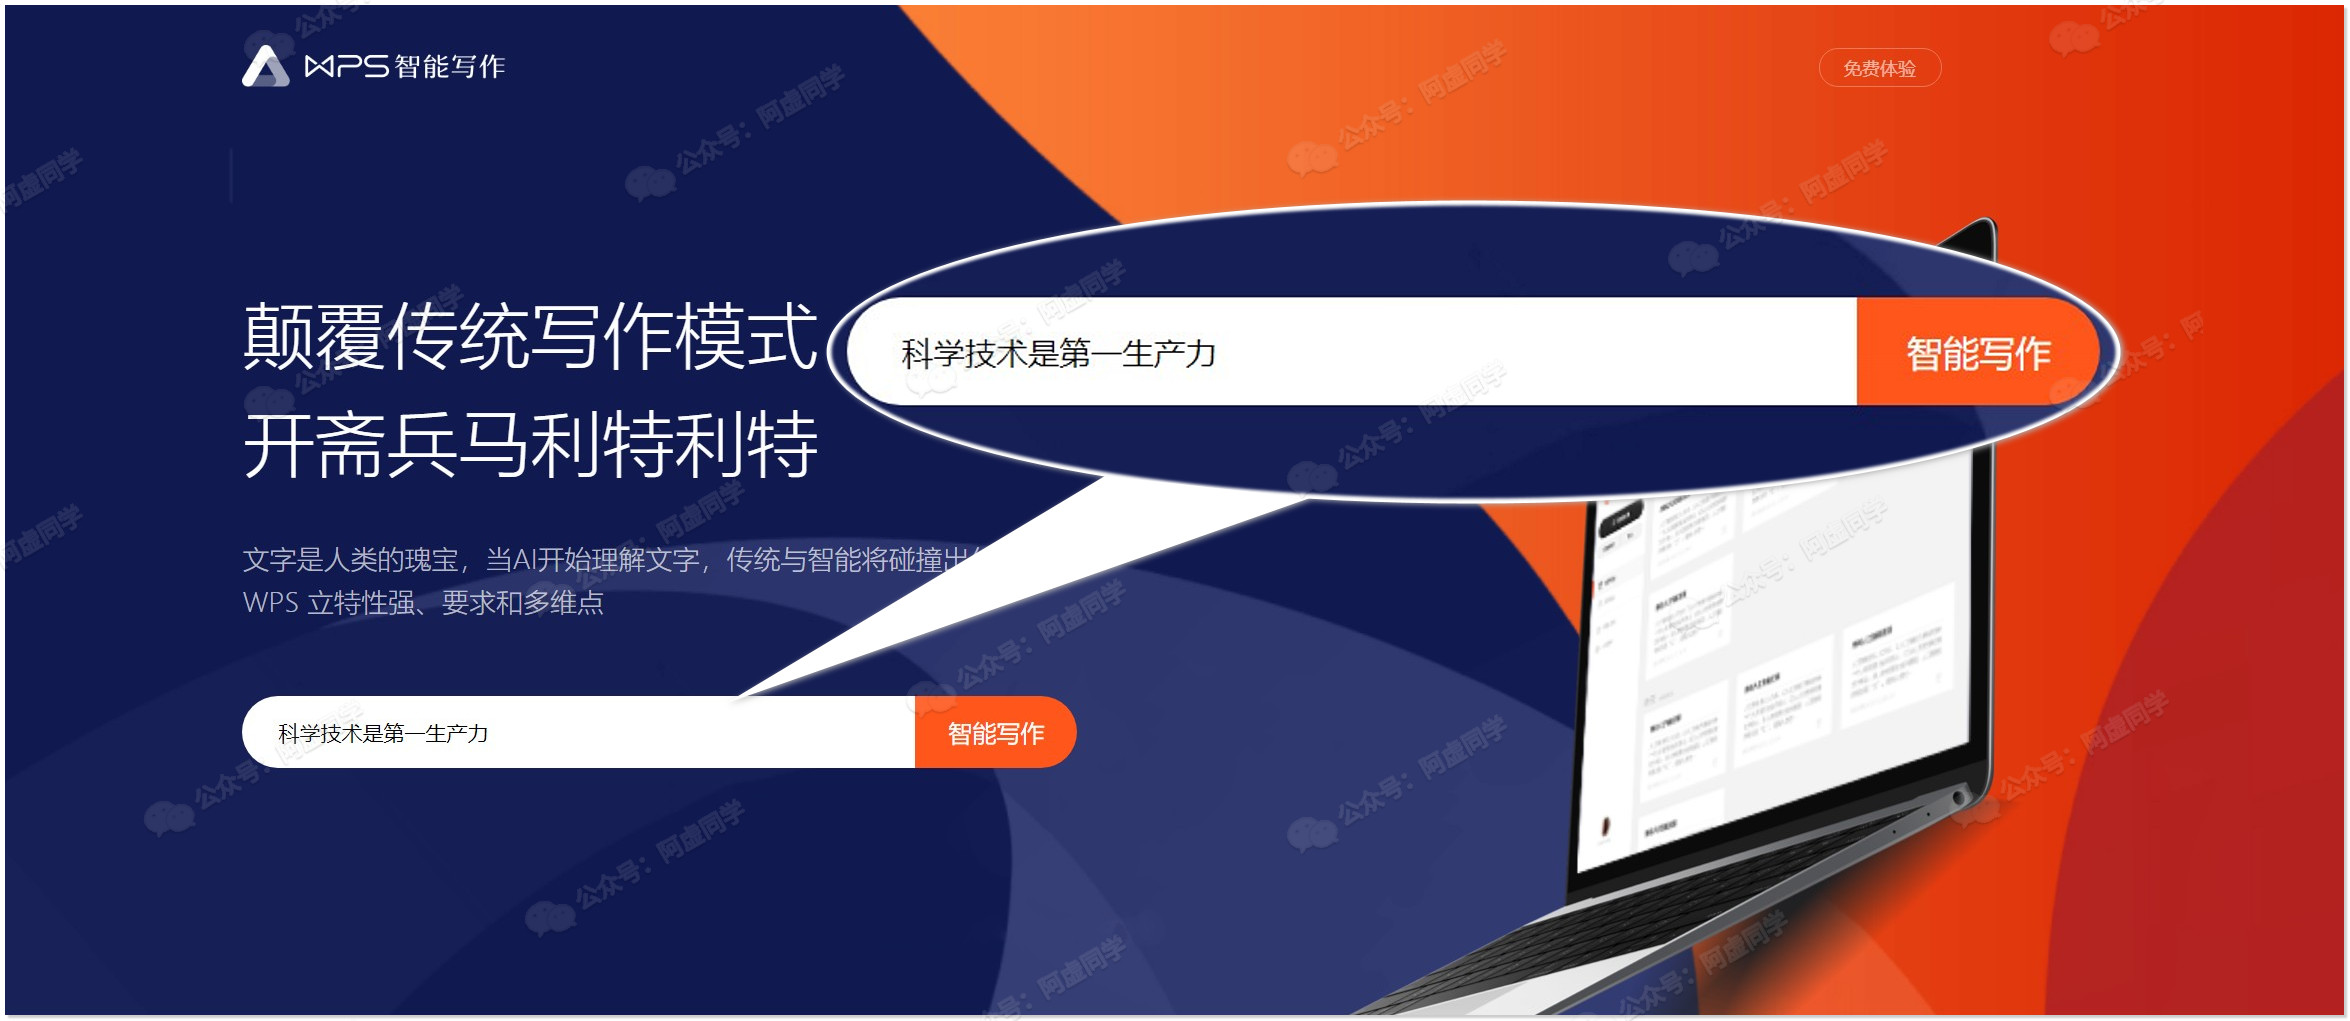 WPS 智能写作
免费体验
颠覆传统写作模式
开斋兵马利特利特
科学技术是第一生产力
智能写作
文字是人类的瑰宝，当AI开始理解文字，传统与智能将碰撞出
WPS 立特性强、要求和多维点
科学技术是第一生产力
智能写作
公众号：阿虚同学